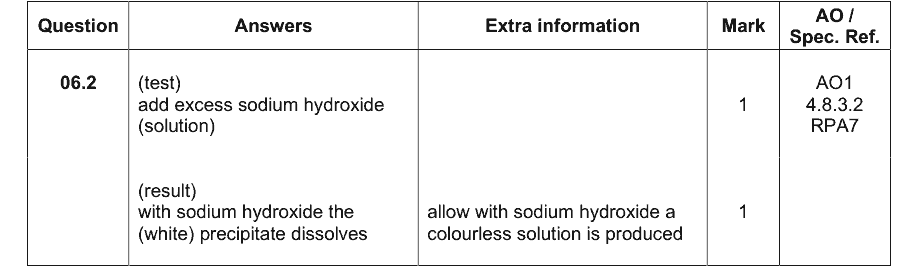 Question Answers Extra information Mark AO /
Spec. Ref.
06.2 (test) AO1
add excess sodium hydroxide 1 4.8.3.2
(solution) RPA7
(result)
with sodium hydroxide the allow with sodium hydroxide a 1
(white) precipitate dissolves colourless solution is produced